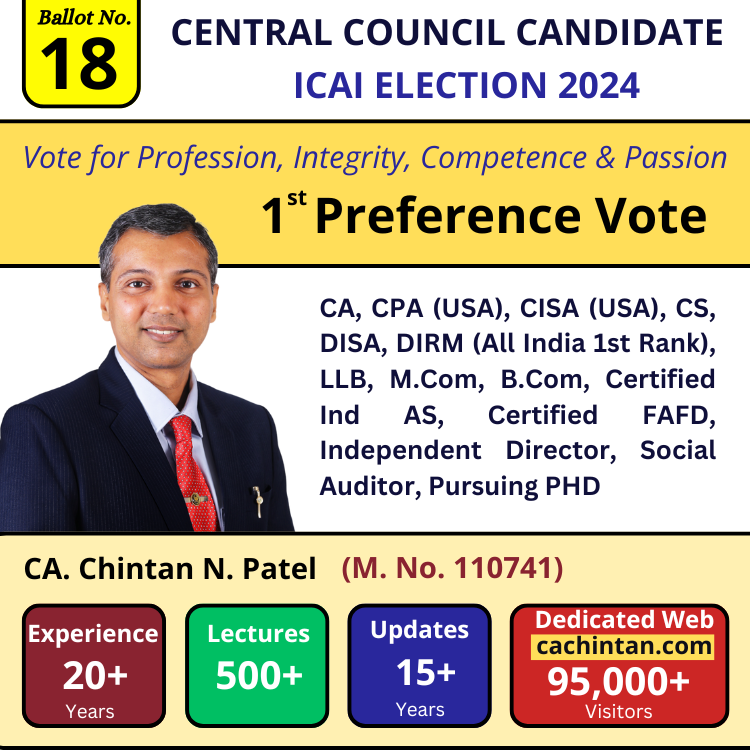 Ballot No.
18
CENTRAL COUNCIL CANDIDATE
ICAI ELECTION 2024
Vote for Profession, Integrity, Competence & Passion
1st Preference Vote
CA, CPA (USA), CISA (USA), CS,
DISA, DIRM (All India 1st Rank),
LLB, M.Com, B.Com, Certified
Ind AS, Certified FAFD,
Independent Director, Social
Auditor, Pursuing PHD
CA. Chintan N. Patel (M. No. 110741)
Experience
20+
Years
Lectures
500+
Updates
15+
Years
Dedicated Web
cachintan.com
95,000+
Visitors